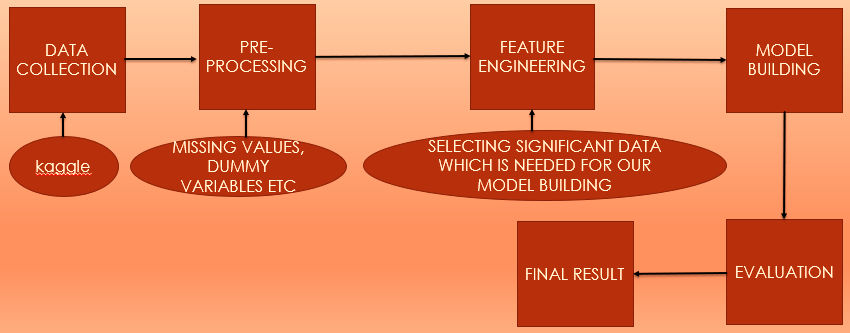 DATA
COLLECTION
PRE-
PROCESSING
FEATURE
ENGINEERING
MODEL
BUILDING
kaggle
MISSING VALUES,
DUMMY
VARIABLES ETC
SELECTING SIGNIFICANT DATA
WHICH IS NEEDED FOR OUR
MODEL BUILDING
EVALUATION
FINAL RESULT